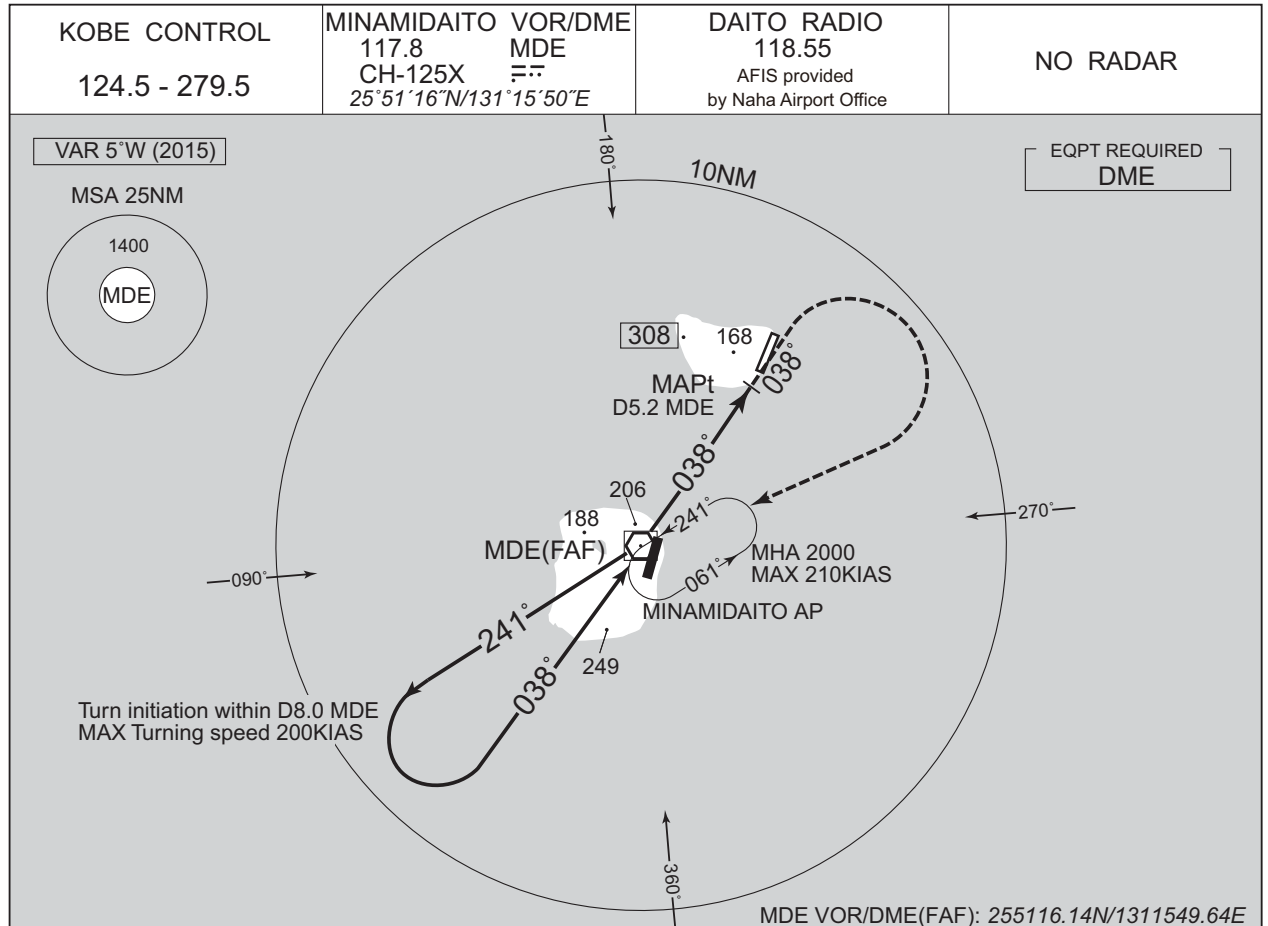 KOBE CONTROL
124.5 - 279.5
MINAMIDAITO VOR/DME
117.8 MDE
CH-125X
25˚51´16˝N/131˚15´50˝E
DAITO RADIO
118.55
AFIS provided
by Naha Airport Office
NO RADAR
VAR 5˚W (2015)
MSA 25NM
1400
MDE
180˚
10NM
EQPT REQUIRED
DME
308
168
MAPt
D5.2 MDE
038˚
038˚
206
188
MDE(FAF)
241˚
061˚
MHA 2000
MAX 210KIAS
270˚
090˚
MINAMIDAITO AP
241˚
249
038˚
Turn initiation within D8.0 MDE
MAX Turning speed 200KIAS
360˚
MDE VOR/DME(FAF): 255116.14N/1311549.64E